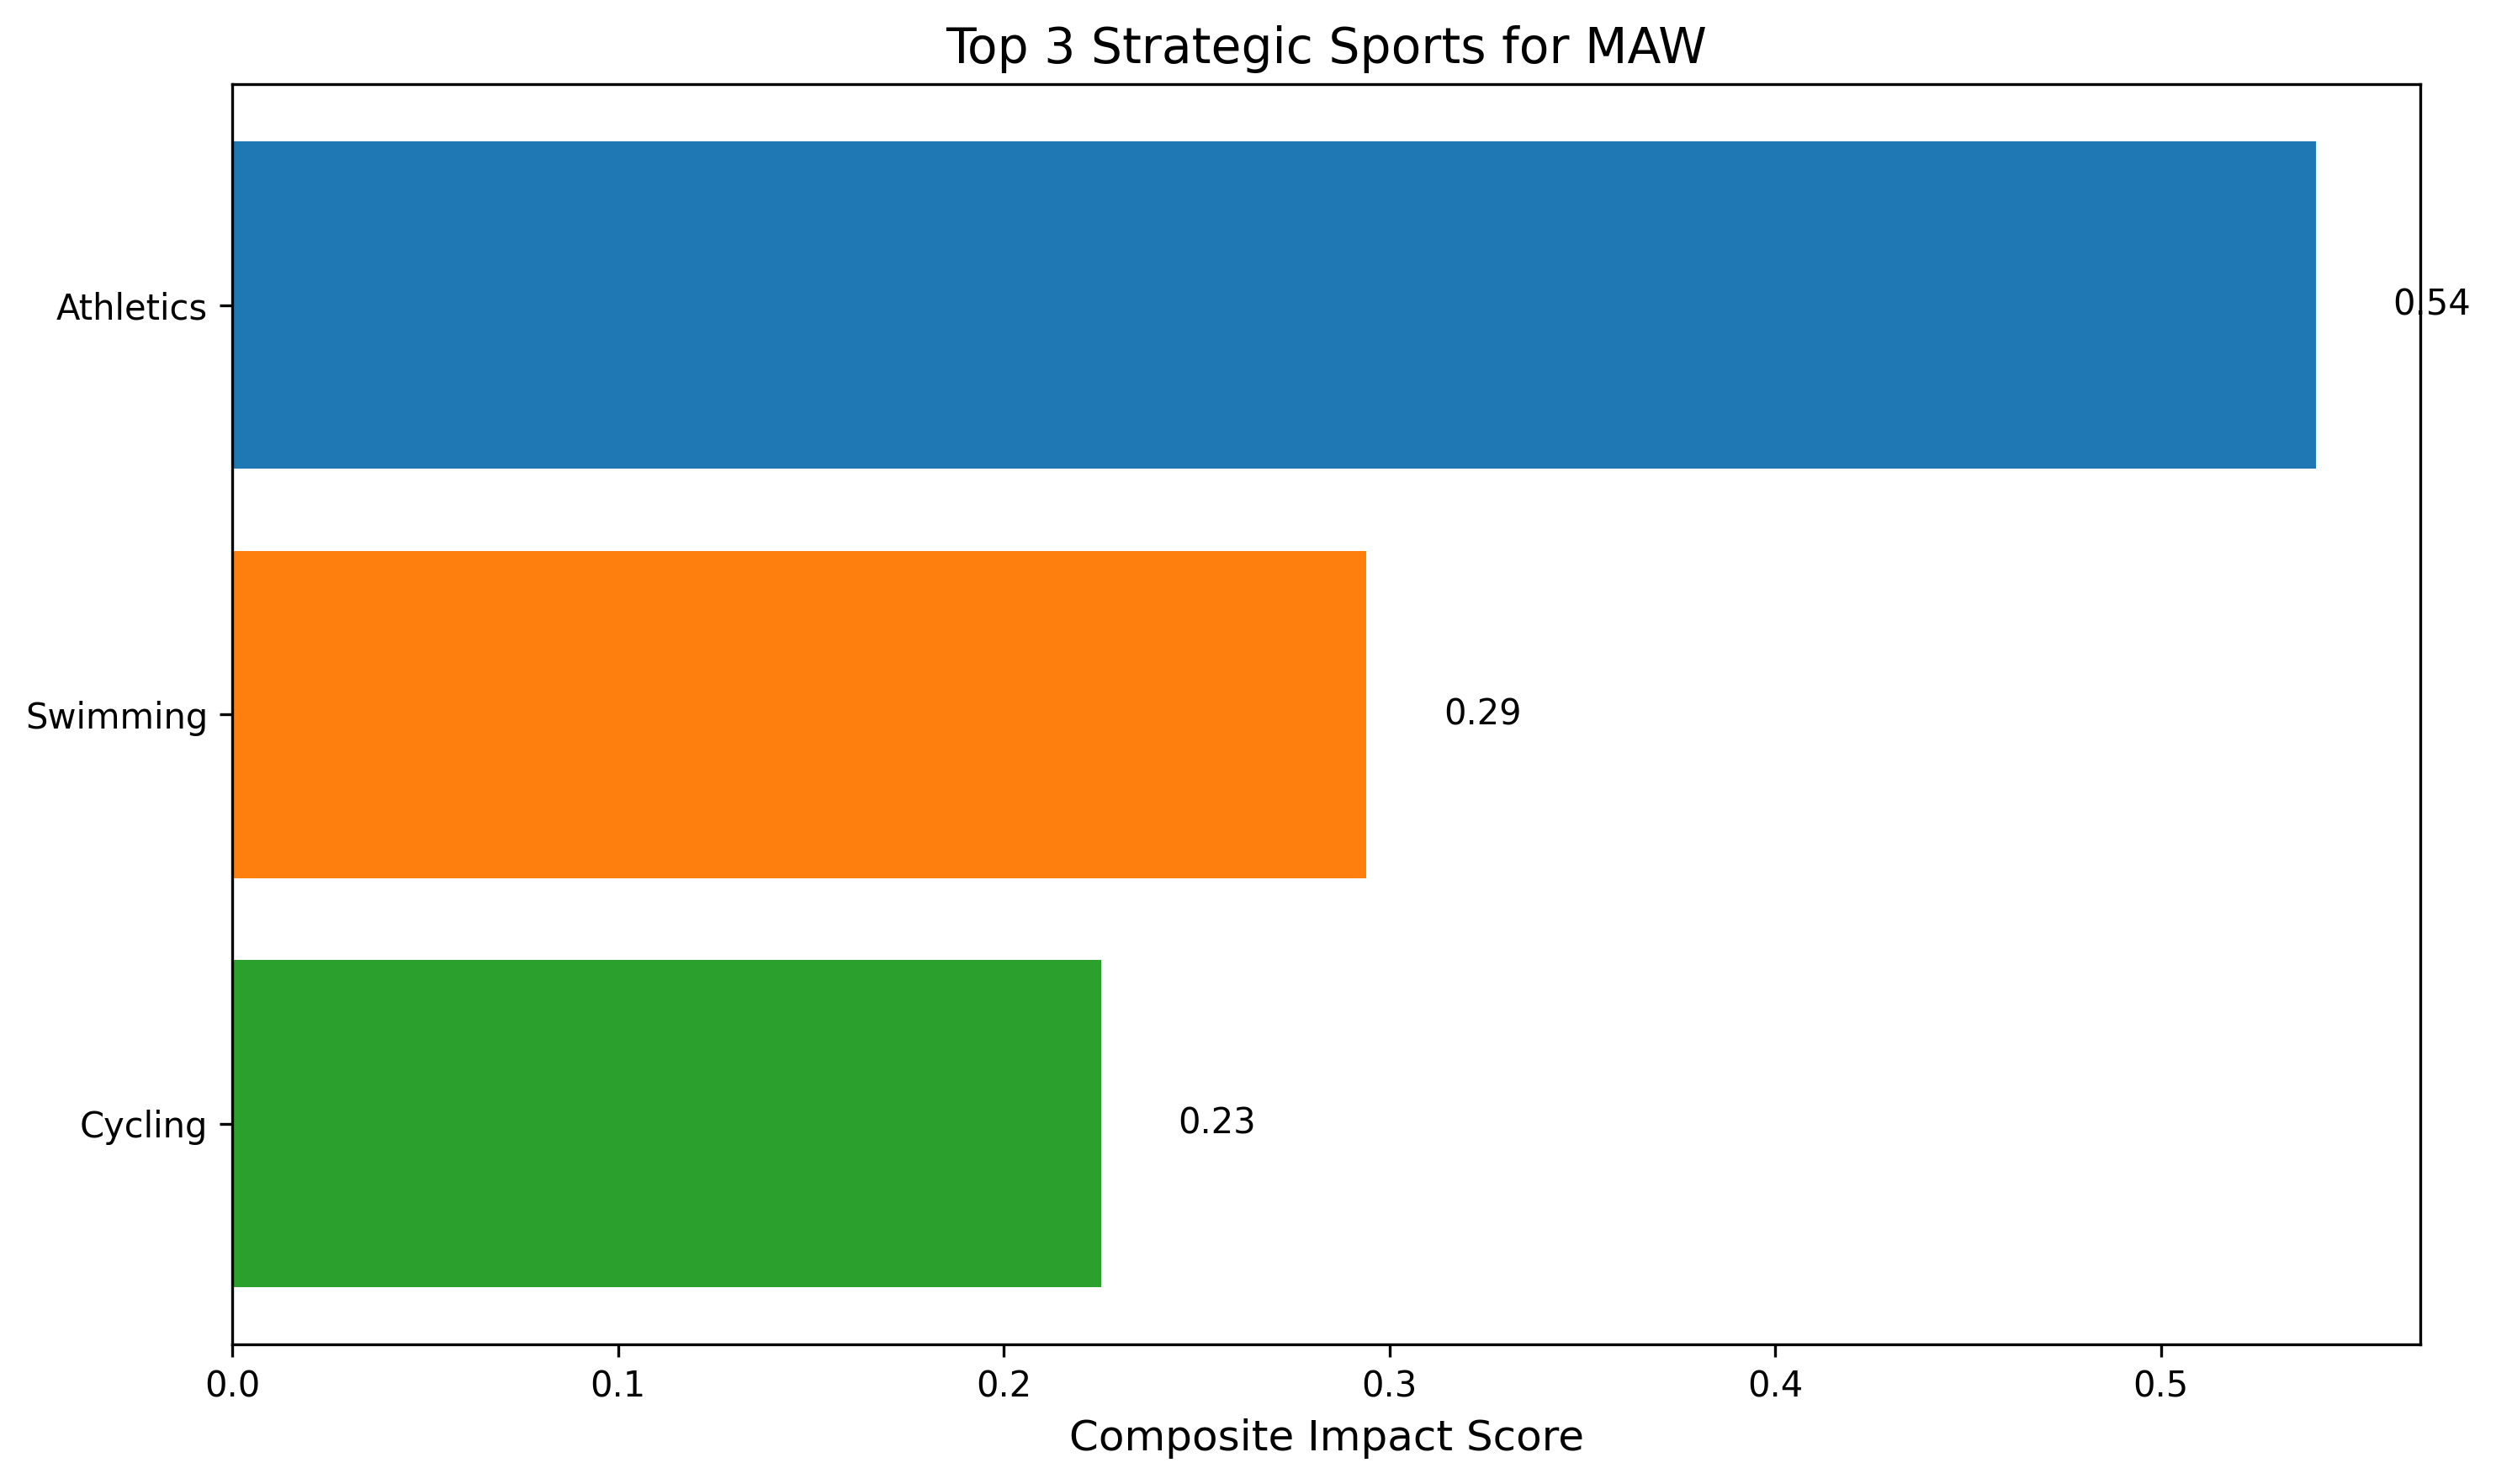 Top 3 Strategic Sports for MAW
Athletics
0.54
Swimming
0.29
Cycling
0.23
0.0 0.1 0.2 0.3 0.4 0.5
Composite Impact Score